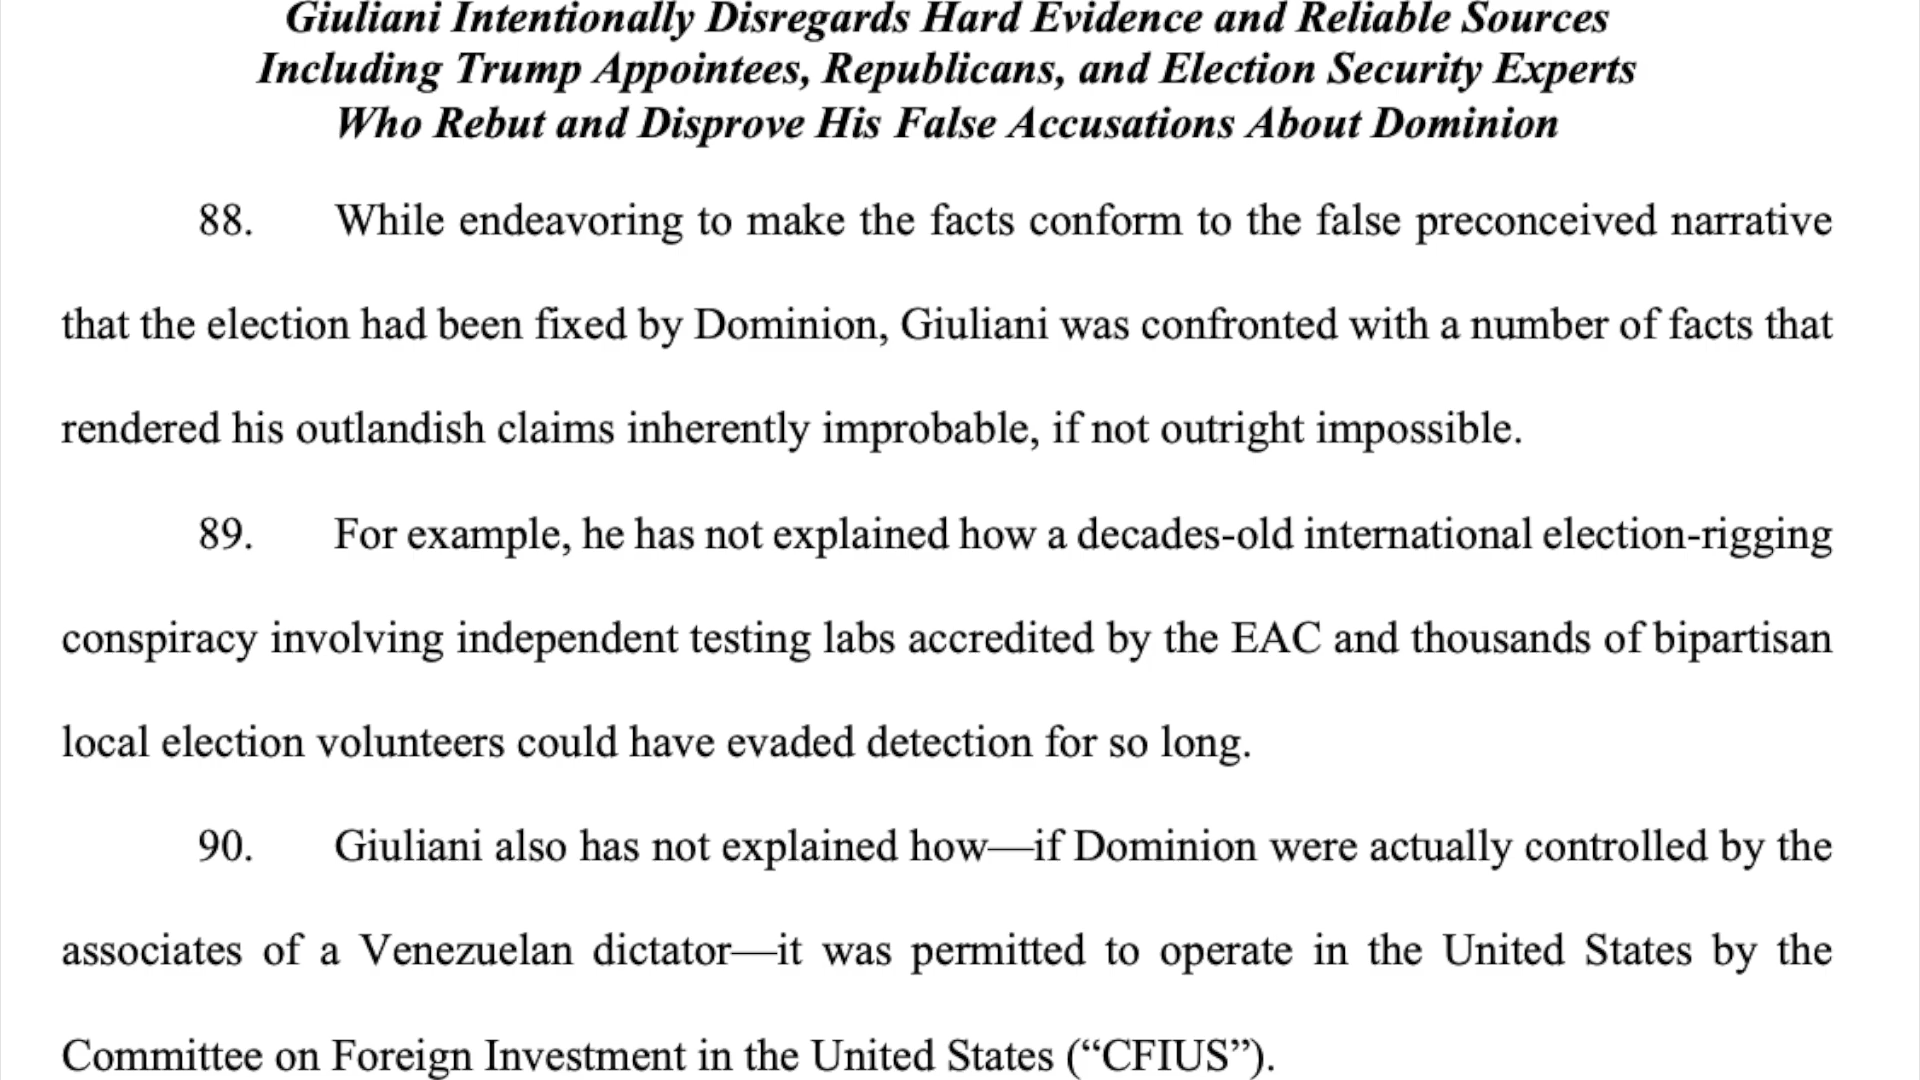 Giuliani Intentionally Disregards Hard Evidence and Reliable Sources
Including Trump Appointees, Republicans, and Election Security Experts
Who Rebut and Disprove His False Accusations About Dominion
88. While endeavoring to make the facts conform to the false preconceived narrative
that the election had been fixed by Dominion, Giuliani was confronted with a number of facts that
rendered his outlandish claims inherently improbable, if not outright impossible.
89. For example, he has not explained how a decades-old international election-rigging
conspiracy involving independent testing labs accredited by the EAC and thousands of bipartisan
local election volunteers could have evaded detection for so long.
90. Giuliani also has not explained how—if Dominion were actually controlled by the
associates of a Venezuelan dictator—it was permitted to operate in the United States by the
Committee on Foreign Investment in the United States (“CFIUS”).